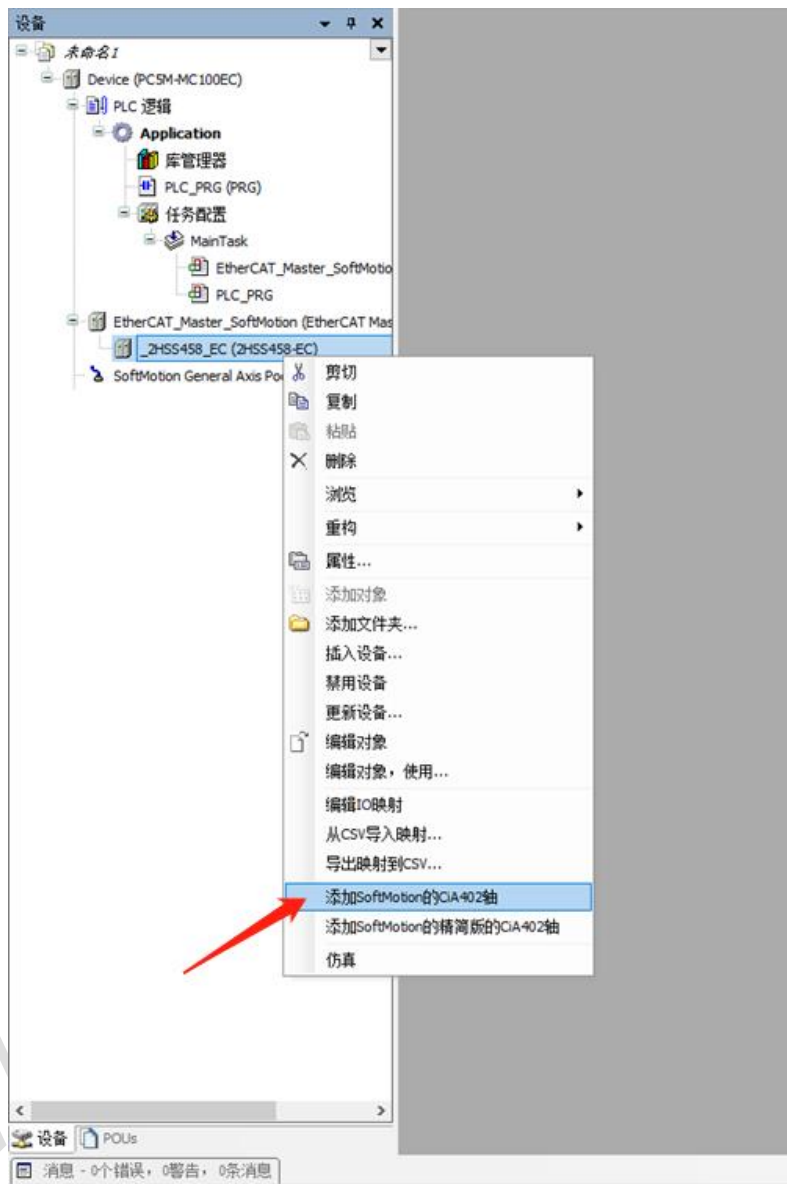 设备
未命名1
Device (PC5M-MC100EC)
PLC 逻辑
Application
库管理器
PLC_PRG (PRG)
任务配置
MainTask
EtherCAT_Master_SoftMotio
PLC_PRG
EtherCAT_Master_SoftMotion (EtherCAT Mas
_2HSS458_EC (2HSS458-EC)
SoftMotion General Axis Poo
剪切
复制
粘贴
删除
浏览
重构
属性...
添加对象
添加文件夹...
插入设备...
禁用设备
更新设备...
编辑对象
编辑对象，使用...
编辑IO映射
从CSV导入映射...
导出映射到CSV...
添加SoftMotion的CiA402轴
添加SoftMotion的精简版的CiA402轴
仿真
设备
POUs
消息 - 0个错误，0警告，0条消息